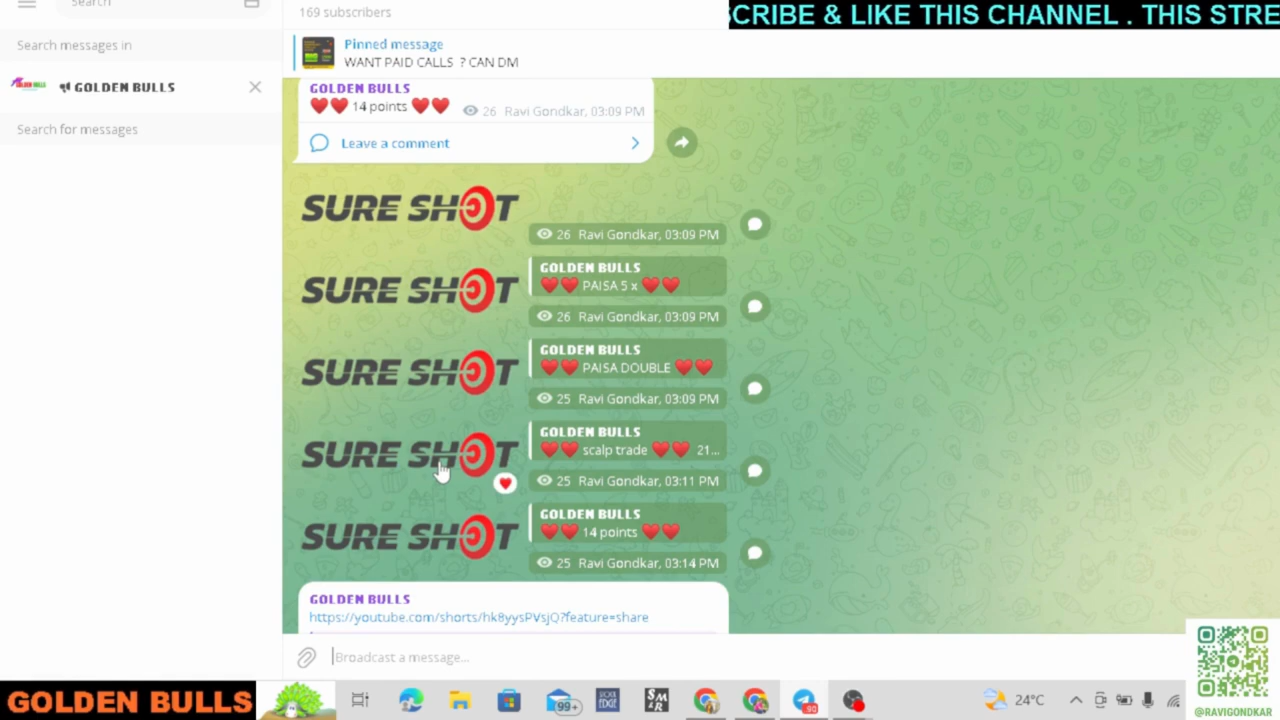 Search
169 subscribers
SCRIBE & LIKE THIS CHANNEL . THIS STRE
Search messages in
Pinned message
WANT PAID CALLS ? CAN DM
GOLDEN BULLS
GOLDEN BULLS
❤️❤️ 14 points ❤️❤️ 26 Ravi Gondkar, 03:09 PM
Search for messages
Leave a comment
SURE SHOT
26 Ravi Gondkar, 03:09 PM
SURE SHOT
GOLDEN BULLS
❤️❤️ PAISA 5 x ❤️❤️
26 Ravi Gondkar, 03:09 PM
SURE SHOT
GOLDEN BULLS
❤️❤️ PAISA DOUBLE ❤️❤️
25 Ravi Gondkar, 03:09 PM
SURE SHOT
GOLDEN BULLS
❤️❤️ scalp trade ❤️❤️ 21...
25 Ravi Gondkar, 03:11 PM
SURE SHOT
GOLDEN BULLS
❤️❤️ 14 points ❤️❤️
25 Ravi Gondkar, 03:14 PM
GOLDEN BULLS
https://youtube.com/shorts/hk8yysPVsjQ?feature=share
Broadcast a message...
GOLDEN BULLS
99+
24°C
@RAVIGONDKAR